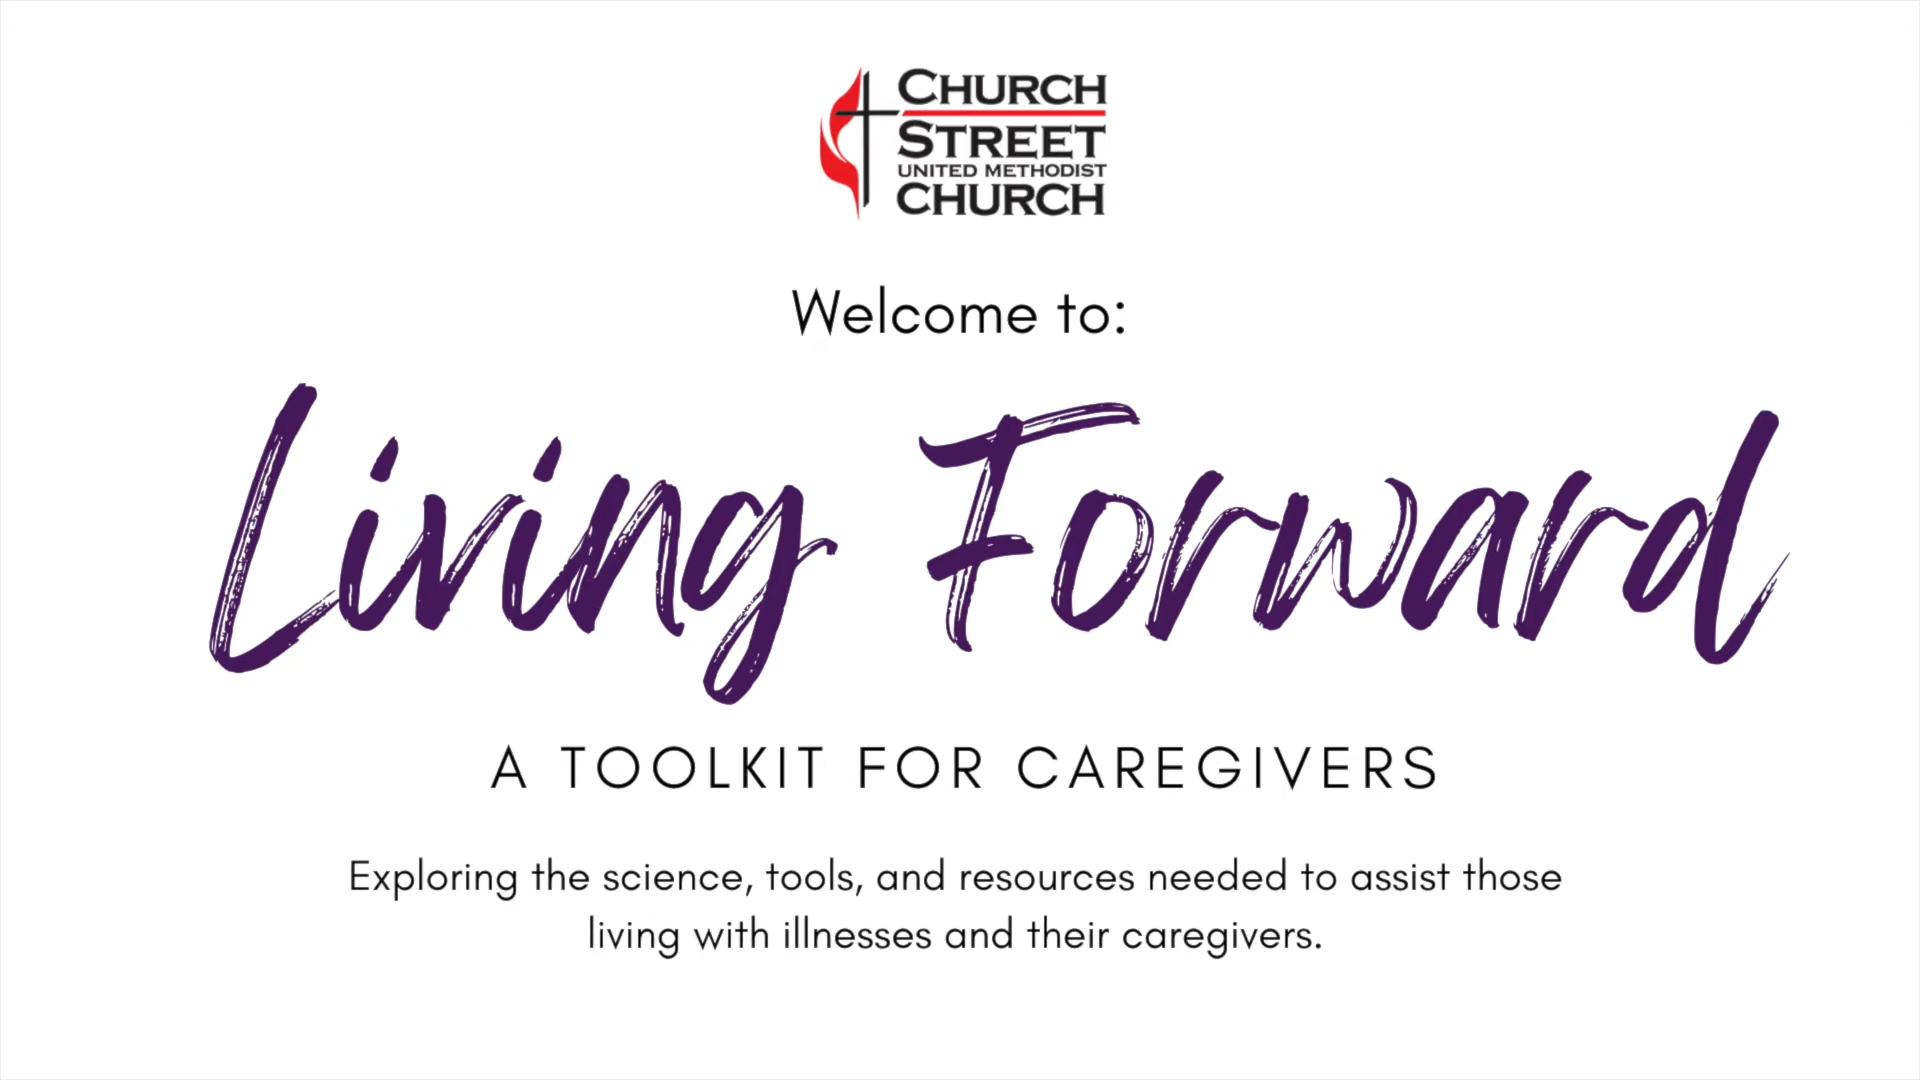 CHURCH
STREET
UNITED METHODIST
CHURCH
Welcome to:
Living Forward
A TOOLKIT FOR CAREGIVERS
Exploring the science, tools, and resources needed to assist those
living with illnesses and their caregivers.